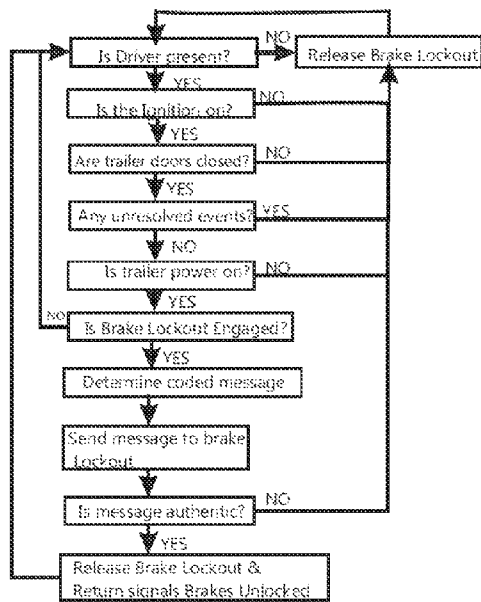 Is Driver present?
NO
Release Brake Lockout
YES
Is the Ignition on?
NO
YES
Are trailer doors closed?
NO
YES
Any unresolved events?
YES
NO
Is trailer power on?
NO
YES
NO
Is Brake Lockout Engaged?
YES
Determine coded message
Send message to brake
Lockout
Is message authentic?
NO
YES
Release Brake Lockout &
Return signals Brakes Unlocked